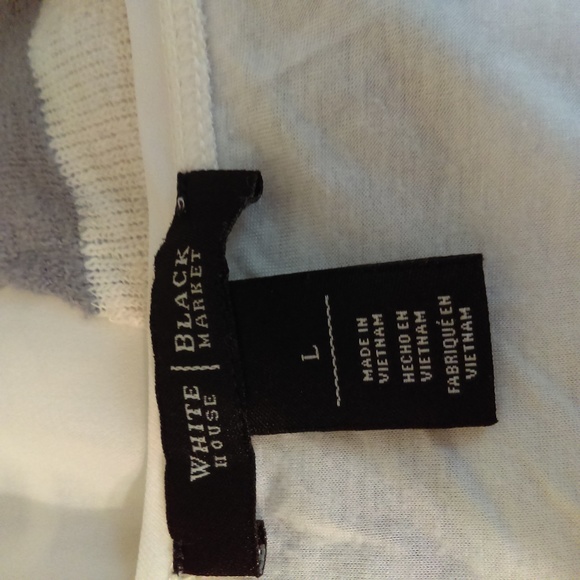 WHITE | BLACK
HOUSE | MARKET
L
MADE IN
VIETNAM
HECHO EN
VIETNAM
FABRIQUÉ EN
VIETNAM